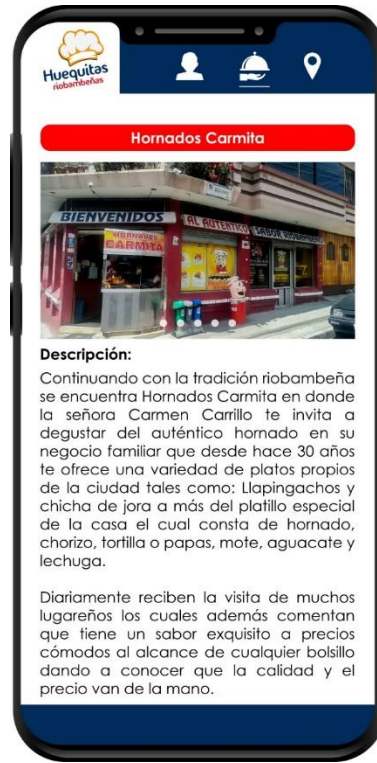 Huequitas
riobambeñas
Hornados Carmita
BIENVENIDOS
AL AUTENTICO SABOR RIOBAMBEÑO
HORNADOS
CARMITA
Descripción:
Continuando con la tradición riobambeña
se encuentra Hornados Carmita en donde
la señora Carmen Carrillo te invita a
degustar del auténtico hornado en su
negocio familiar que desde hace 30 años
te ofrece una variedad de platos propios
de la ciudad tales como: Llapingachos y
chicha de jora a más del platillo especial
de la casa el cual consta de hornado,
chorizo, tortilla o papas, mote, aguacate y
lechuga.
Diariamente reciben la visita de muchos
lugareños los cuales además comentan
que tiene un sabor exquisito a precios
cómodos al alcance de cualquier bolsillo
dando a conocer que la calidad y el
precio van de la mano.